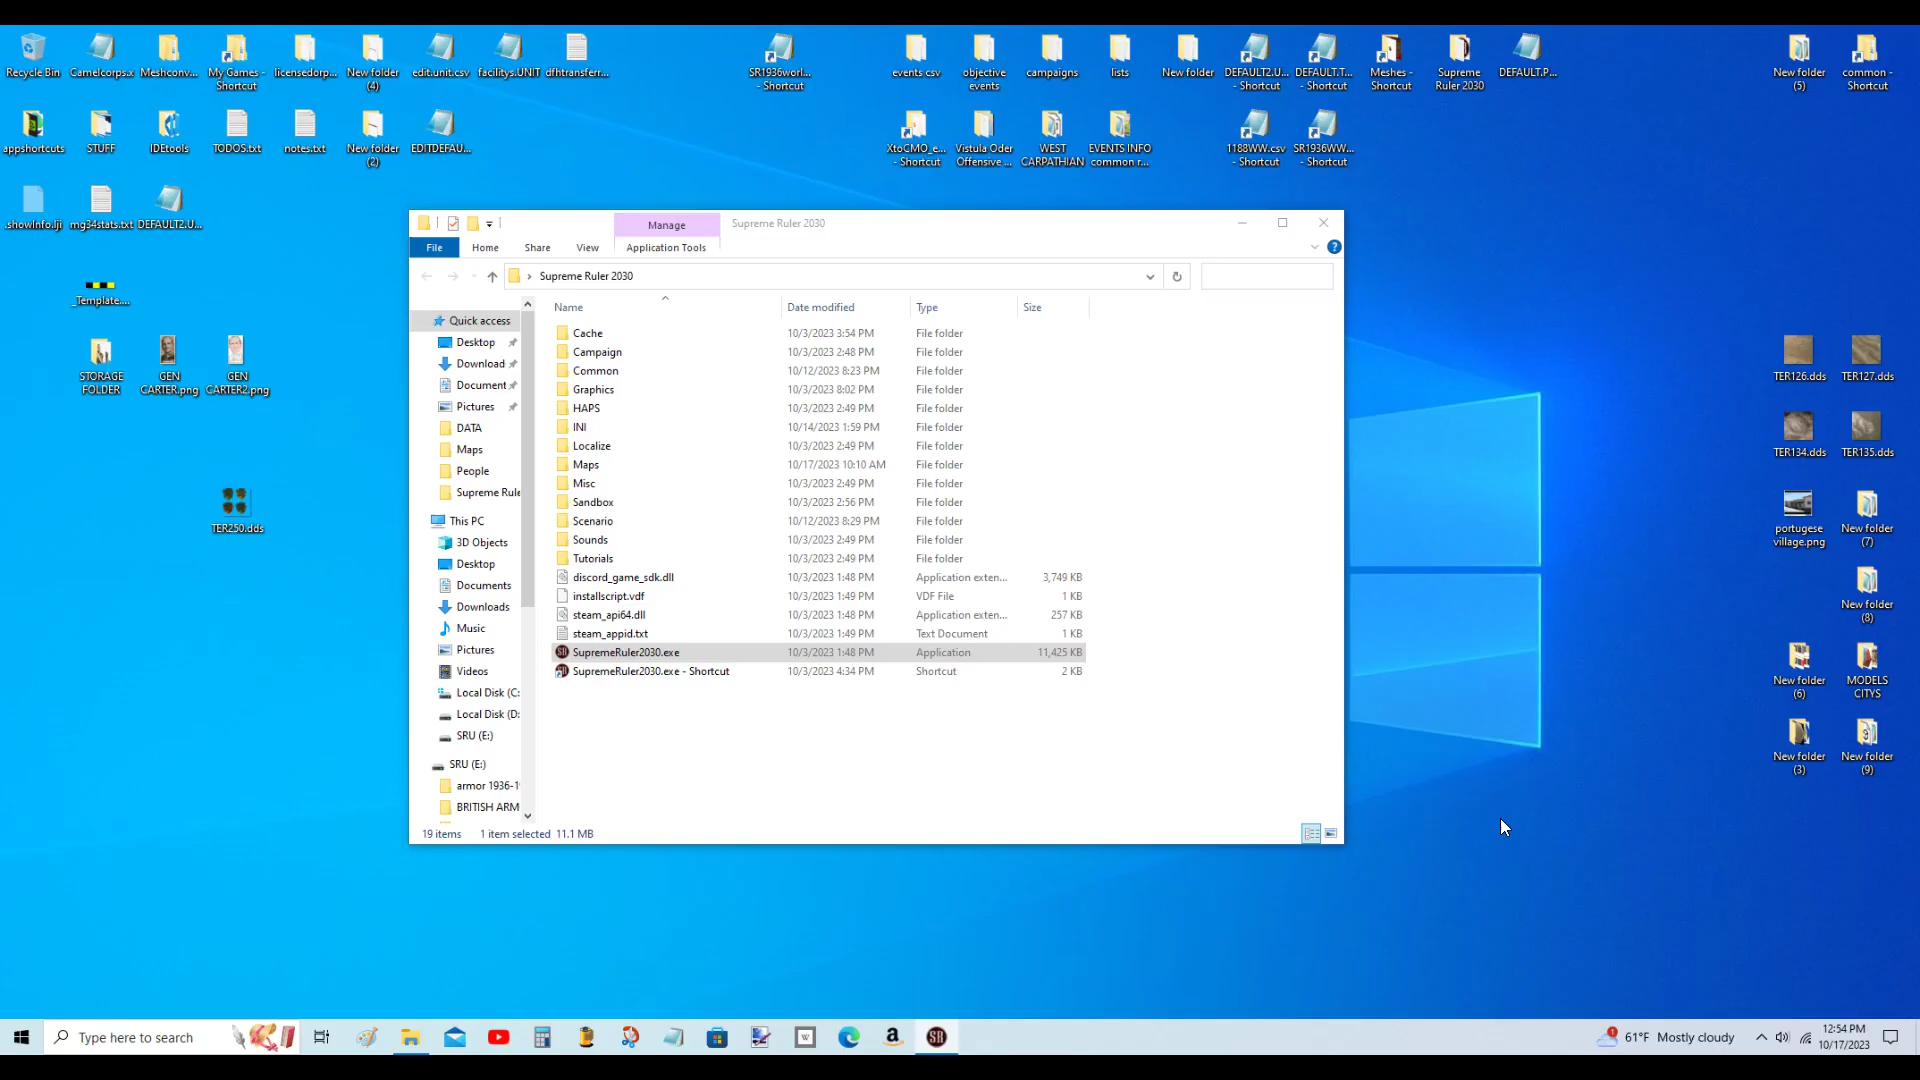 Recycle Bin
Camelcorps.x
Meshconv...
My Games -
Shortcut
licensedorp...
New folder
(4)
edit.unit.csv
facilitys.UNIT
dfhtransferr...
SR1936worl...
- Shortcut
events csv
objective
events
campaigns
lists
New folder
DEFAULT2.U...
- Shortcut
DEFAULT.T...
- Shortcut
Meshes -
Shortcut
Supreme
Ruler 2030
DEFAULT.P...
New folder
(5)
common -
Shortcut
appshortcuts
STUFF
IDEtools
TODOS.txt
notes.txt
New folder
(2)
EDITDEFAU...
XtoCMO_e...
- Shortcut
Vistula Oder
Offensive ...
WEST
CARPATHIAN
EVENTS INFO
common r...
1188WW.csv
- Shortcut
SR1936WW...
- Shortcut
.showInfo.lji
mg34stats.txt
DEFAULT2.U...
_Template....
STORAGE
FOLDER
GEN
CARTER.png
GEN
CARTER2.png
TER250.dds
Manage
Supreme Ruler 2030
File
Home
Share
View
Application Tools
Supreme Ruler 2030
Name
Date modified
Type
Size
Quick access
Desktop
Download
Document
Pictures
DATA
Maps
People
Supreme Rule
This PC
3D Objects
Desktop
Documents
Downloads
Music
Pictures
Videos
Local Disk (C:
Local Disk (D:
SRU (E:)
SRU (E:)
armor 1936-1
BRITISH ARM
Cache 10/3/2023 3:54 PM File folder
Campaign 10/3/2023 2:48 PM File folder
Common 10/12/2023 8:23 PM File folder
Graphics 10/3/2023 8:02 PM File folder
HAPS 10/3/2023 2:49 PM File folder
INI 10/14/2023 1:59 PM File folder
Localize 10/3/2023 2:49 PM File folder
Maps 10/17/2023 10:10 AM File folder
Misc 10/3/2023 2:49 PM File folder
Sandbox 10/3/2023 2:56 PM File folder
Scenario 10/12/2023 8:29 PM File folder
Sounds 10/3/2023 2:49 PM File folder
Tutorials 10/3/2023 2:49 PM File folder
discord_game_sdk.dll 10/3/2023 1:48 PM Application exten... 3,749 KB
installscript.vdf 10/3/2023 1:49 PM VDF File 1 KB
steam_api64.dll 10/3/2023 1:48 PM Application exten... 257 KB
steam_appid.txt 10/3/2023 1:49 PM Text Document 1 KB
SupremeRuler2030.exe 10/3/2023 1:48 PM Application 11,425 KB
SupremeRuler2030.exe - Shortcut 10/3/2023 4:34 PM Shortcut 2 KB
19 items 1 item selected 11.1 MB
TER126.dds
TER127.dds
TER134.dds
TER135.dds
portugese
village.png
New folder
(7)
New folder
(8)
New folder
(6)
MODELS
CITYS
New folder
(3)
New folder
(9)
Type here to search
61°F Mostly cloudy
12:54 PM
10/17/2023